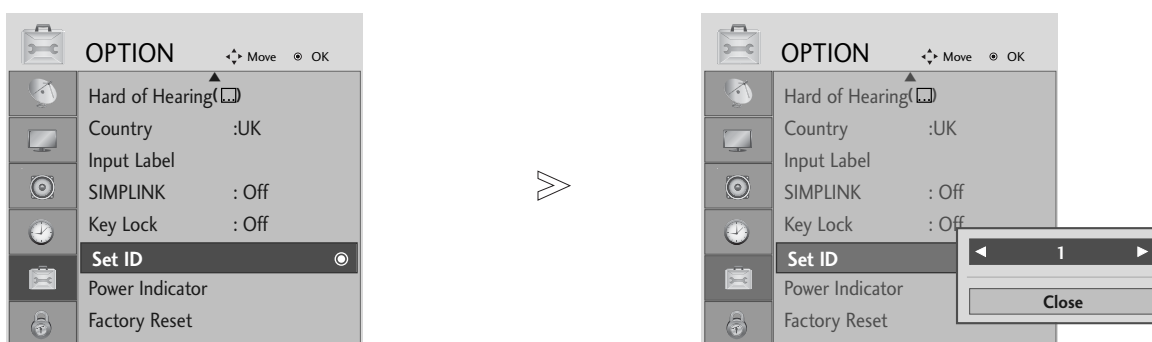 OPTION Move OK
Hard of Hearing( )
Country :UK
Input Label
SIMPLINK : Off
Key Lock : Off
Set ID
Power Indicator
Factory Reset
OPTION Move OK
Hard of Hearing( )
Country :UK
Input Label
SIMPLINK : Off
Key Lock : Off
Set ID
◄ 1 ►
Power Indicator
Close
Factory Reset